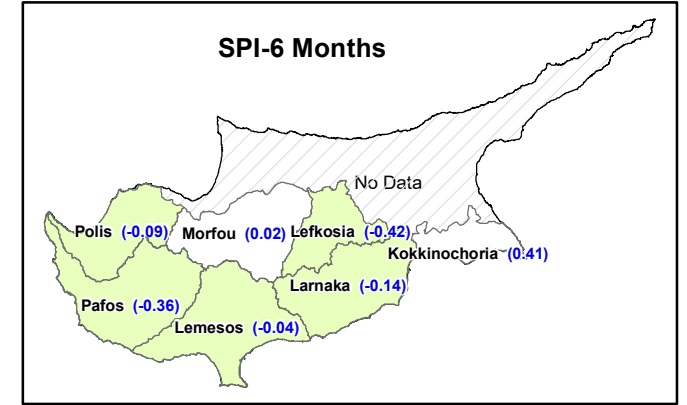 SPI-6 Months
No Data
Polis (-0.09)
Morfou (0.02)
Lefkosia (-0.42)
Kokkinochoria (0.41)
Larnaka (-0.14)
Pafos (-0.36)
Lemesos (-0.04)